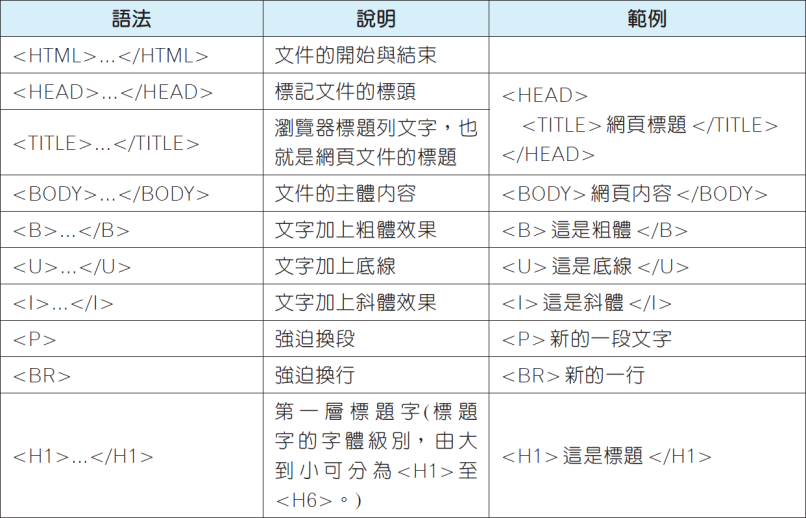 語法 說明 範例
<HTML>...</HTML> 文件的開始與結束
<HEAD>...</HEAD> 標記文件的標頭
<TITLE>...</TITLE> 瀏覽器標題列文字，也
就是網頁文件的標題
<HEAD>
<TITLE>網頁標題</TITLE>
</HEAD>
<BODY>...</BODY> 文件的主體內容 <BODY>網頁內容</BODY>
<B>...</B> 文字加上粗體效果 <B>這是粗體</B>
<U>...</U> 文字加上底線 <U>這是底線</U>
<I>...</I> 文字加上斜體效果 <I>這是斜體</I>
<P> 強迫換段 <P>新的一段文字
<BR> 強迫換行 <BR>新的一行
<H1>...</H1> 第一層標題字(標題
字的字體級別，由大
到小可分為<H1>至
<H6>。)
<H1>這是標題</H1>